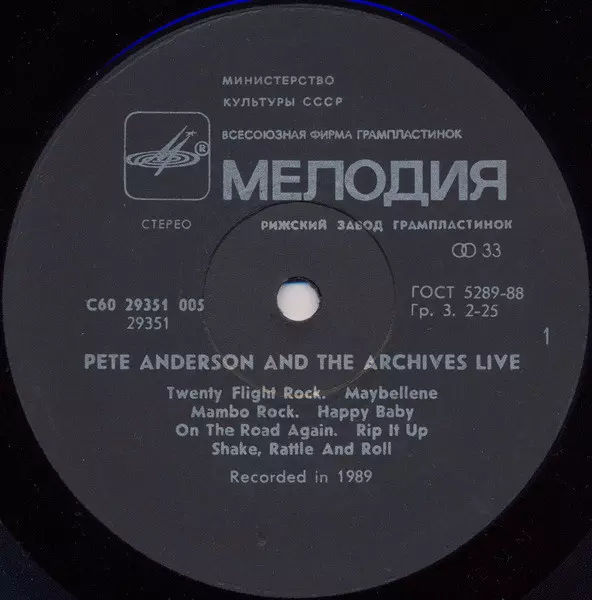 МИНИСТЕРСТВО
КУЛЬТУРЫ СССР
ВСЕСОЮЗНАЯ ФИРМА ГРАМПЛАСТИНОК
®
МЕЛОДИЯ
СТЕРЕО
РИЖСКИЙ ЗАВОД ГРАМПЛАСТИНОК
33
С60 29351 005
29351
ГОСТ 5289-88
Гр. 3. 2-25
1
PETE ANDERSON AND THE ARCHIVES LIVE
Twenty Flight Rock. Maybellene
Mambo Rock. Happy Baby
On The Road Again. Rip It Up
Shake, Rattle And Roll
Recorded in 1989